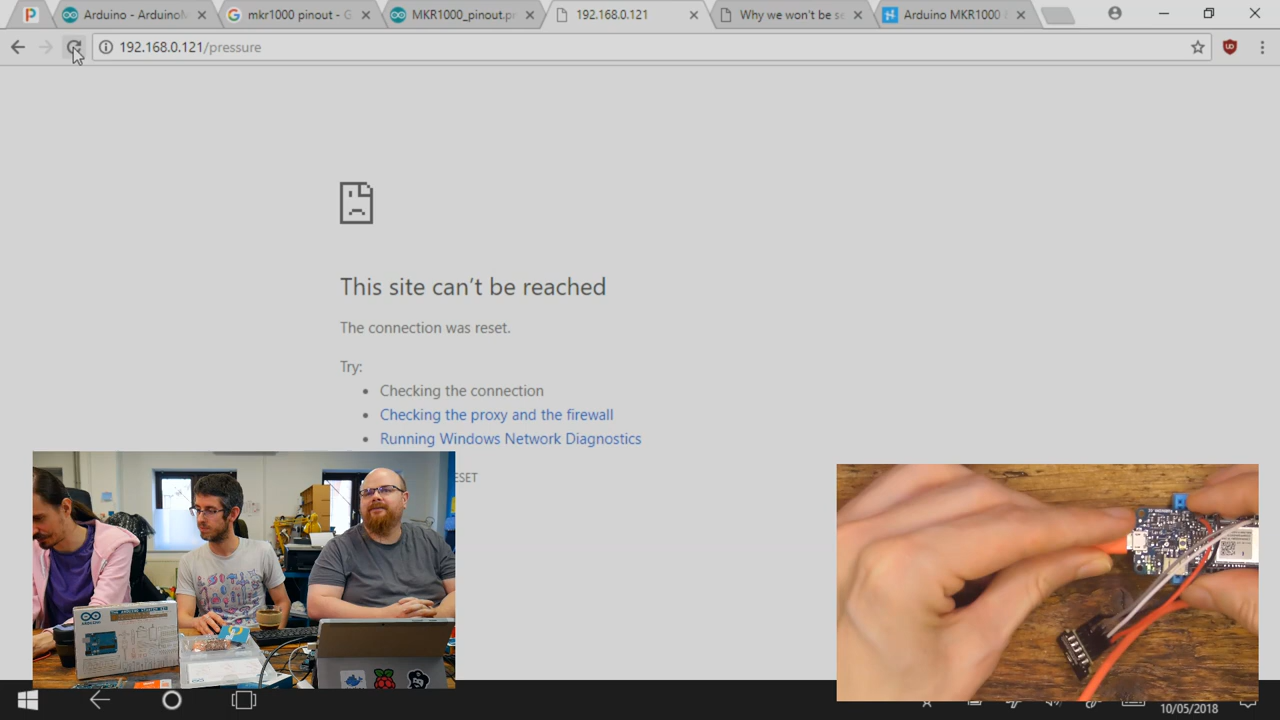 Arduino - Arduino
mkr1000 pinout - G
MKR1000_pinout.p
192.168.0.121
Why we won't be s
Arduino MKR1000
192.168.0.121/pressure
This site can't be reached
The connection was reset.
Try:
• Checking the connection
• Checking the proxy and the firewall
• Running Windows Network Diagnostics
ESET
ARDUINO
10/05/2018